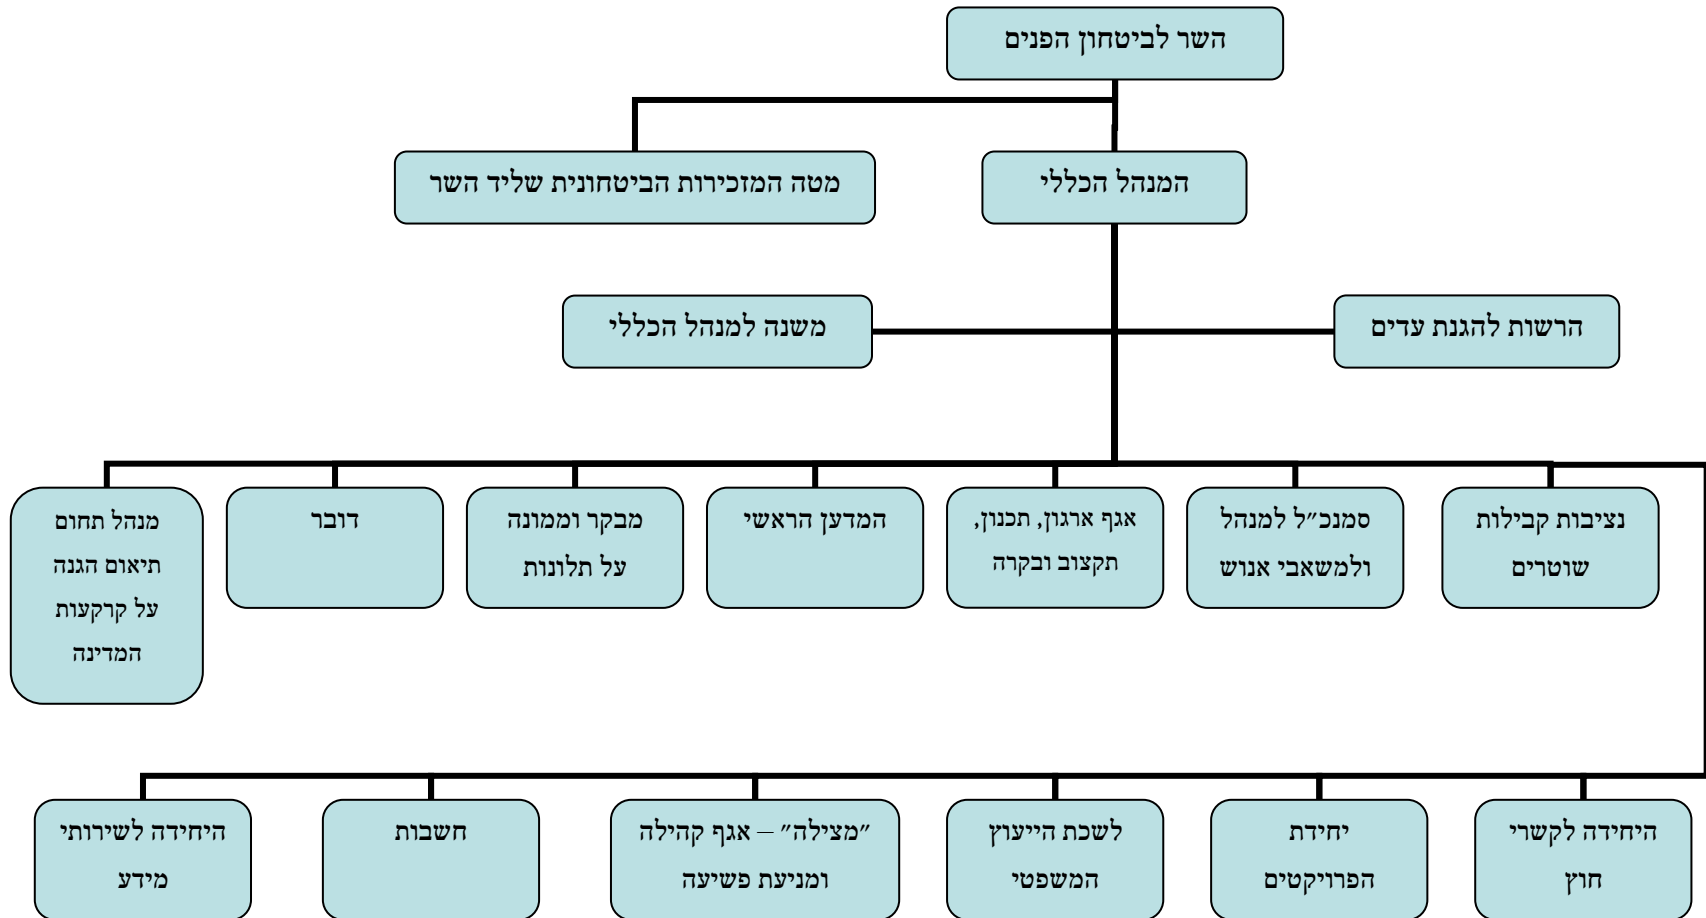 השר לביטחון הפנים
המנהל הכללי
מטה המזכירות הביטחונית שליד השר
הרשות להגנת עדים
משנה למנהל הכללי
נציבות קבילות
שוטרים
סמנכ״ל למנהל
ולמשאבי אנוש
אגף ארגון, תכנון,
תקצוב ובקרה
המדען הראשי
מבקר וממונה
על תלונות
דובר
מנהל תחום
תיאום הגנה
על קרקעות
המדינה
היחידה לקשרי
חוץ
יחידת
הפרויקטים
לשכת הייעוץ
המשפטי
״מצילה״ – אגף קהילה
ומניעת פשיעה
חשבות
היחידה לשירותי
מידע